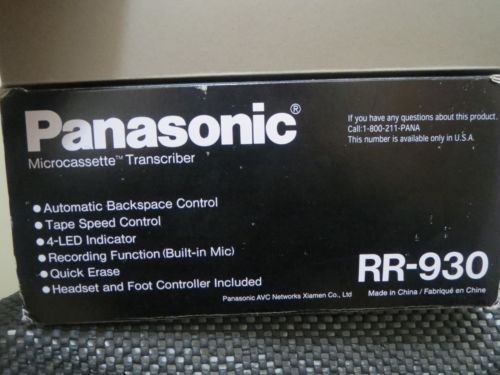 Panasonic®
Microcassette™ Transcriber
If you have any questions about this product.
Call:1-800-211-PANA
This number is available only in U.S.A.
● Automatic Backspace Control
● Tape Speed Control
● 4-LED Indicator
● Recording Function (Built-in Mic)
● Quick Erase
● Headset and Foot Controller Included
RR-930
Panasonic AVC Networks Xiamen Co., Ltd
Made in China / Fabriqué en Chine